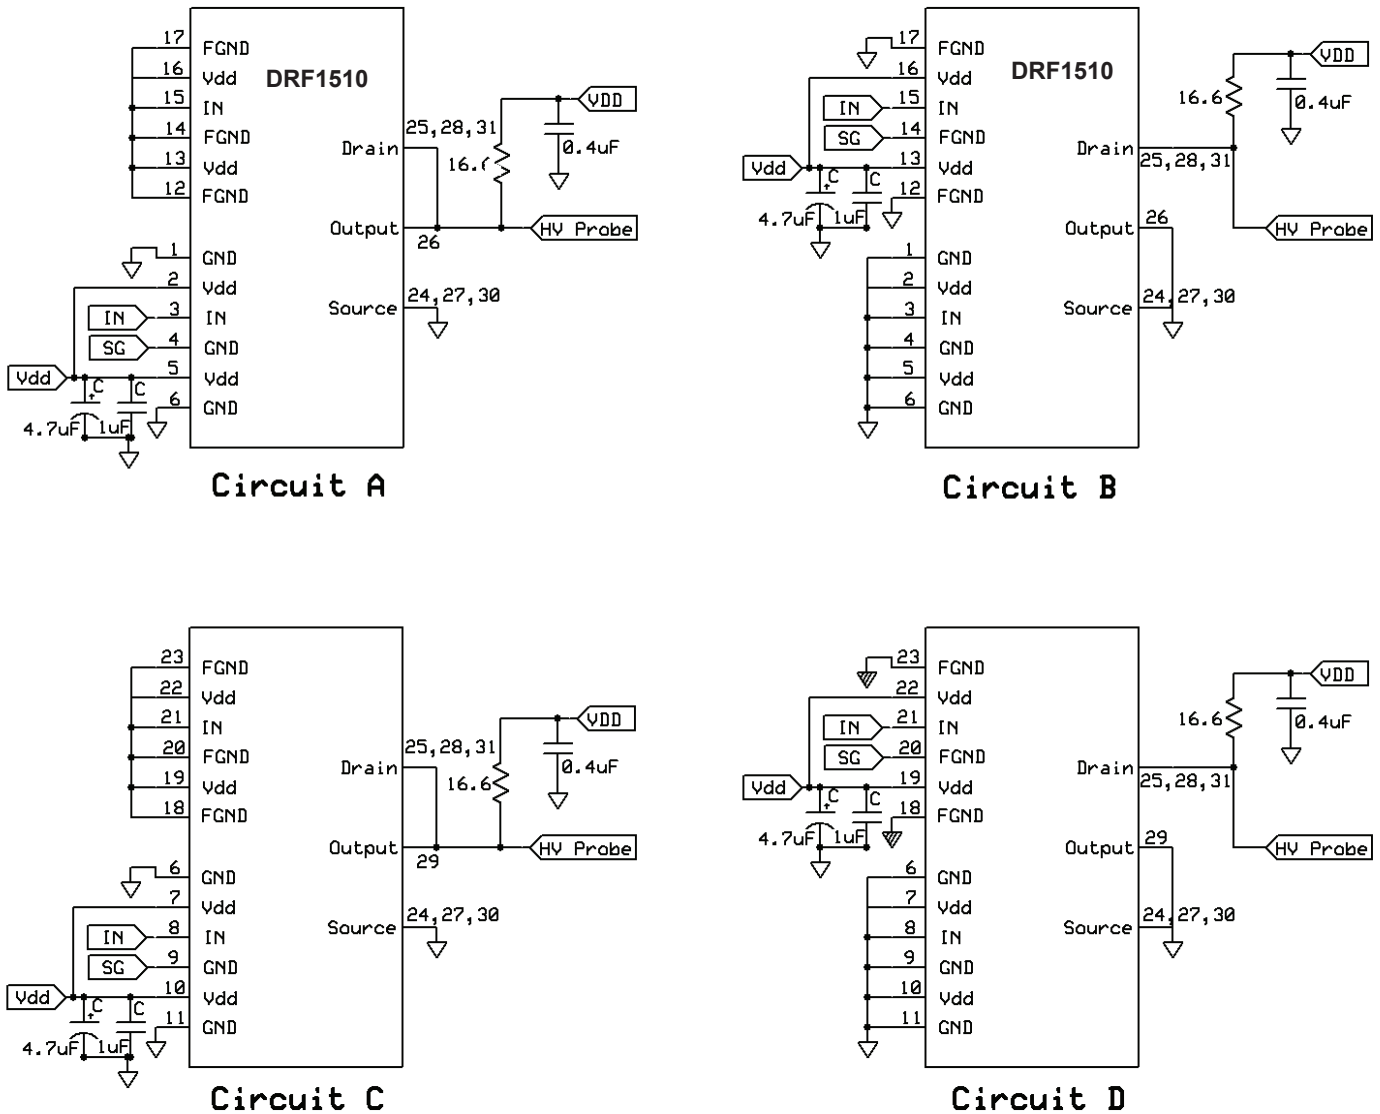 17 FGND
16 Vdd
DRF1510
15 IN
14 FGND
13 Vdd
12 FGND
1 GND
2 Vdd
IN 3 IN
SG 4 GND
Vdd 5 Vdd
C C
6 GND
4.7uF 1uF
VDD
25,28,31
0.4uF
Drain
16.6
Output
26
HV Probe
24,27,30
Source
Circuit A
17 FGND
16 Vdd
DRF1510
IN 15 IN
SG 14 FGND
Vdd 13 Vdd
C C
12 FGND
4.7uF 1uF
1 GND
2 Vdd
3 IN
4 GND
5 Vdd
6 GND
VDD
16.6
0.4uF
Drain
25,28,31
26
Output
HV Probe
24,27,30
Source
Circuit B
23 FGND
22 Vdd
21 IN
20 FGND
19 Vdd
18 FGND
6 GND
7 Vdd
IN 8 IN
SG 9 GND
Vdd 10 Vdd
C C
11 GND
4.7uF 1uF
VDD
25,28,31
0.4uF
Drain
16.6
Output
29
HV Probe
24,27,30
Source
Circuit C
23 FGND
22 Vdd
IN 21 IN
SG 20 FGND
Vdd 19 Vdd
C C
18 FGND
4.7uF 1uF
6 GND
7 Vdd
8 IN
9 GND
10 Vdd
11 GND
VDD
16.6
0.4uF
Drain
25,28,31
29
Output
HV Probe
24,27,30
Source
Circuit D